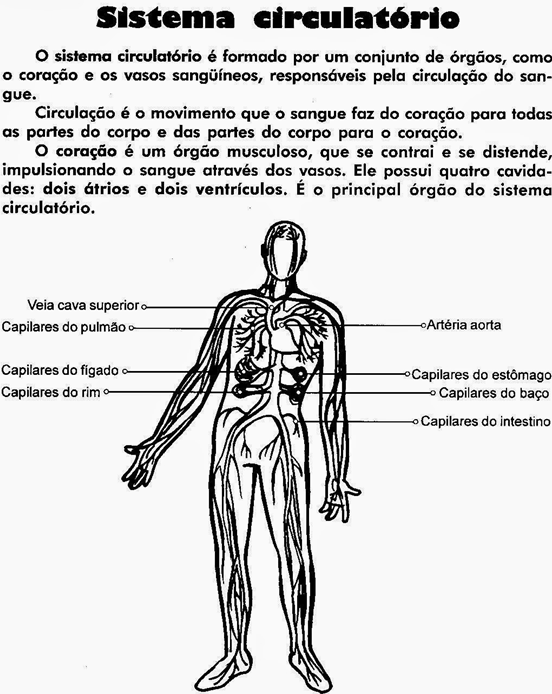 Sistema circulatório
O sistema circulatório é formado por um conjunto de órgãos, como
o coração e os vasos sangüíneos, responsáveis pela circulação do san-
gue.
Circulação é o movimento que o sangue faz do coração para todas
as partes do corpo e das partes do corpo para o coração.
O coração é um órgão musculoso, que se contrai e se distende,
impulsionando o sangue através dos vasos. Ele possui quatro cavida-
des: dois átrios e dois ventrículos. É o principal órgão do sistema
circulatório.
Veia cava superior
Capilares do pulmão
Artéria aorta
Capilares do fígado
Capilares do estômago
Capilares do rim
Capilares do baço
Capilares do intestino